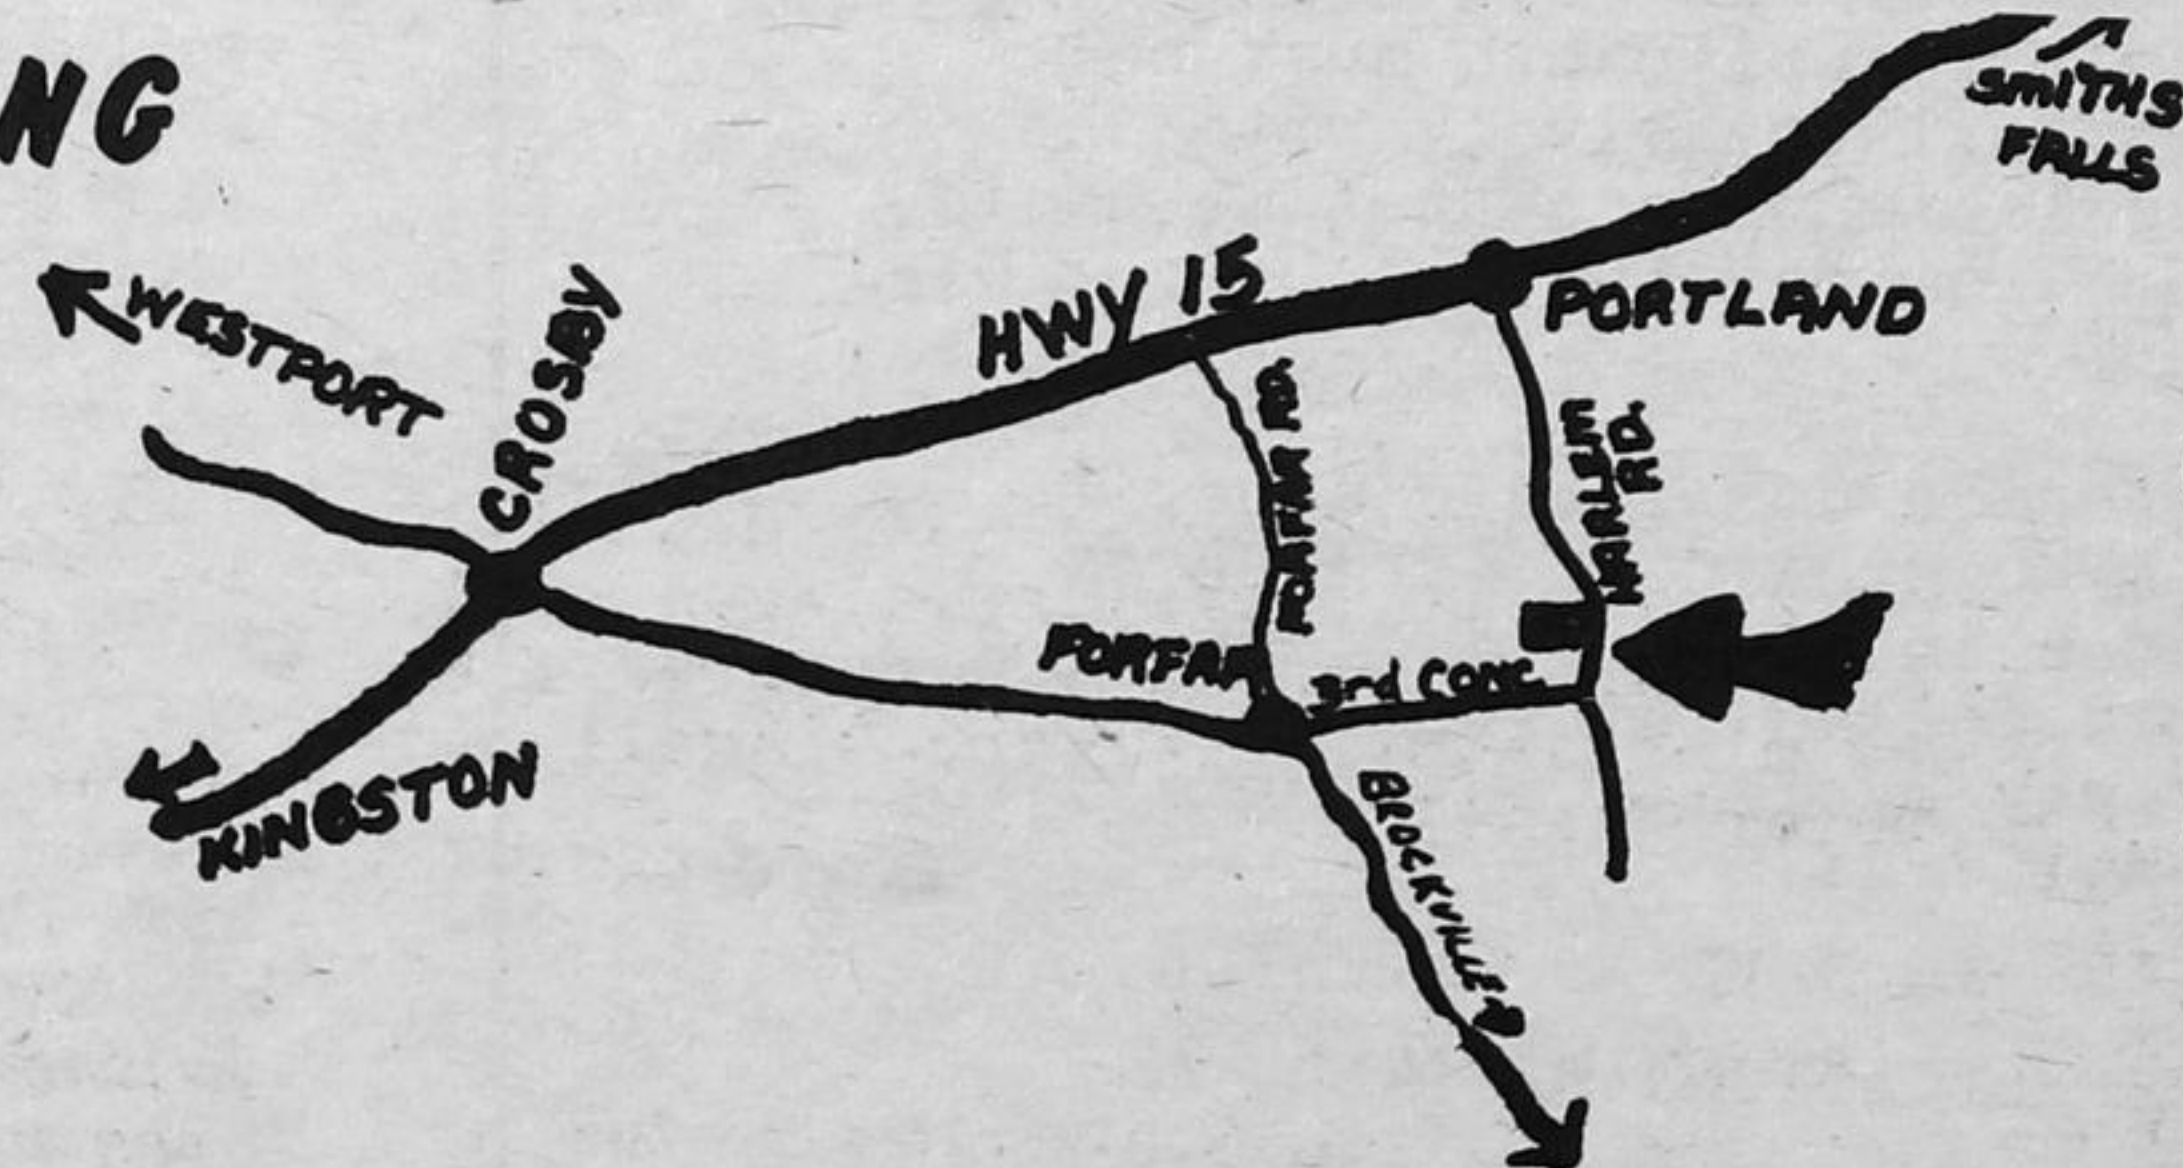 NG
SMITHS
FALLS
WESTPORT
CROSBY
HWY 15
PORTLAND
FORFAR RD.
HARLEM
RD.
FORFAR
3rd CONC.
KINGSTON
BROCKVILLE